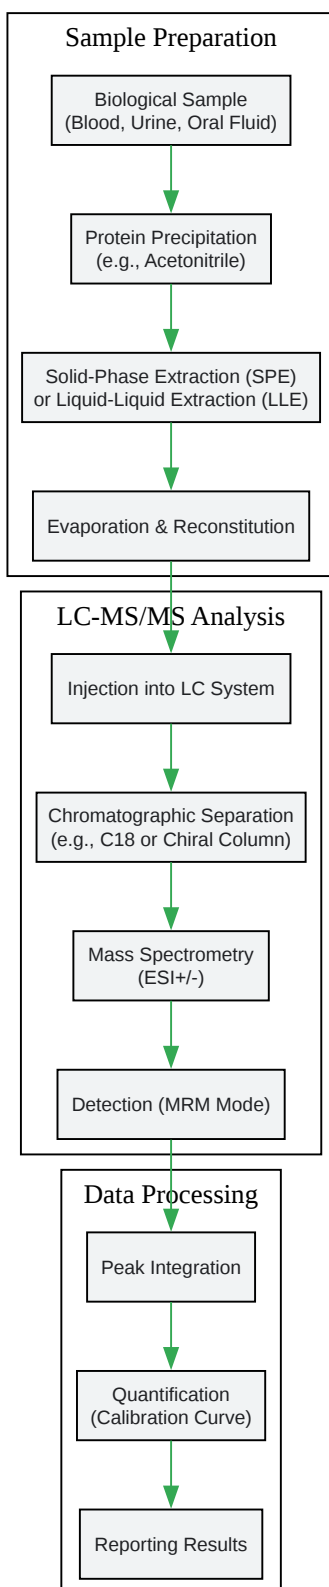 Sample Preparation
Biological Sample
(Blood, Urine, Oral Fluid)
Protein Precipitation
(e.g., Acetonitrile)
Solid-Phase Extraction (SPE)
or Liquid-Liquid Extraction (LLE)
Evaporation & Reconstitution
LC-MS/MS Analysis
Injection into LC System
Chromatographic Separation
(e.g., C18 or Chiral Column)
Mass Spectrometry
(ESI+/-)
Detection (MRM Mode)
Data Processing
Peak Integration
Quantification
(Calibration Curve)
Reporting Results